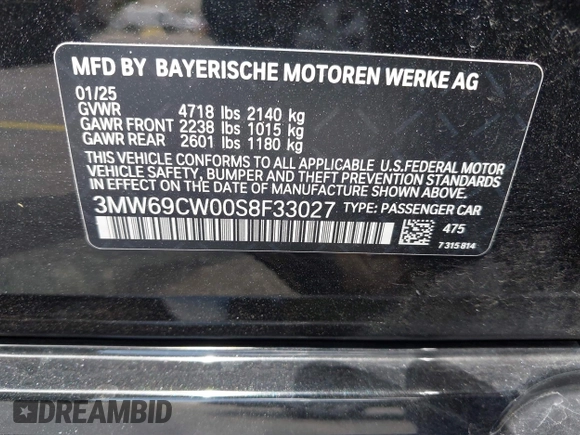 MFD BY BAYERISCHE MOTOREN WERKE AG
01/25
GVWR 4718 lbs 2140 kg
GAWR FRONT 2238 lbs 1015 kg
GAWR REAR 2601 lbs 1180 kg
THIS VEHICLE CONFORMS TO ALL APPLICABLE U.S.FEDERAL MOTOR
VEHICLE SAFETY, BUMPER AND THEFT PREVENTION STANDARDS
IN EFFECT ON THE DATE OF MANUFACTURE SHOWN ABOVE.
3MW69CW00S8F33027 TYPE: PASSENGER CAR
475
7 315 814
DREAMBID